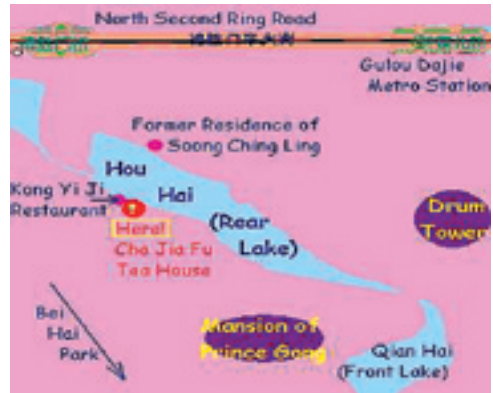 North Second Ring Road
Gulou Dajie
Metro Station
Former Residence of
Soong Ching Ling
Hou
Hai
(Rear
Lake)
Kong Yi Ji
Restaurant
Here!
Cha Jia Fu
Tea House
Drum
Tower
Bei
Hai
Park
Mansion of
Prince Gong
Qian Hai
(Front Lake)